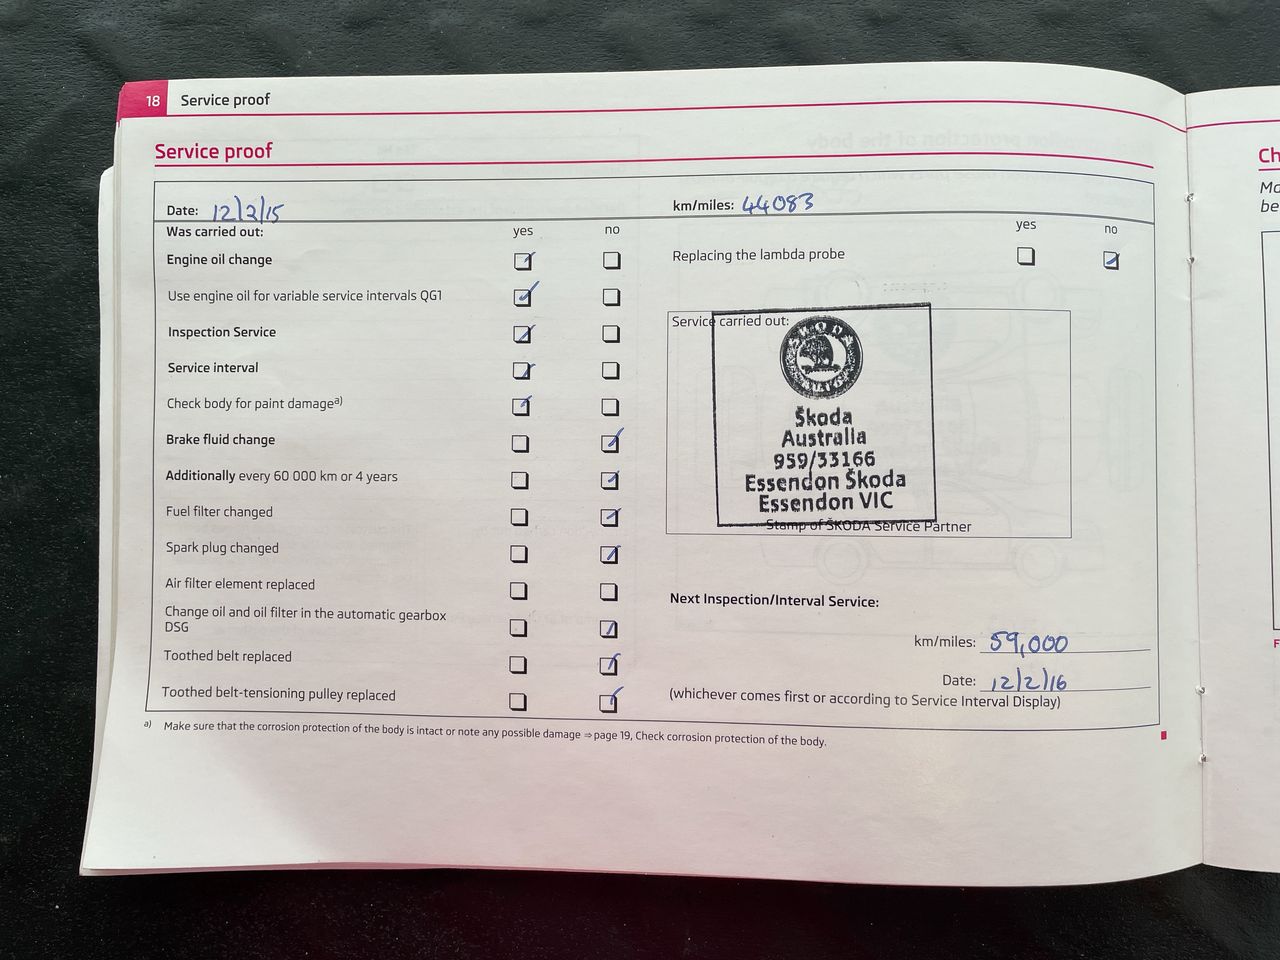 18 Service proof
Service proof
Date: 12/2/15
km/miles: 44083
Was carried out: yes no
Engine oil change
Use engine oil for variable service intervals QG1
Inspection Service
Service interval
Check body for paint damage a)
Brake fluid change
Additionally every 60 000 km or 4 years
Fuel filter changed
Spark plug changed
Air filter element replaced
Change oil and oil filter in the automatic gearbox
DSG
Toothed belt replaced
Toothed belt-tensioning pulley replaced
yes no
Replacing the lambda probe
Service carried out:
ŠKODA
AUTO
Škoda
Australia
959/33166
Essendon Škoda
Essendon VIC
Stamp of ŠKODA Service Partner
Next Inspection/Interval Service:
km/miles: 59,000
Date: 12/2/16
(whichever comes first or according to Service Interval Display)
a) Make sure that the corrosion protection of the body is intact or note any possible damage ⇒ page 19, Check corrosion protection of the body.
Ch
Ma
be
F